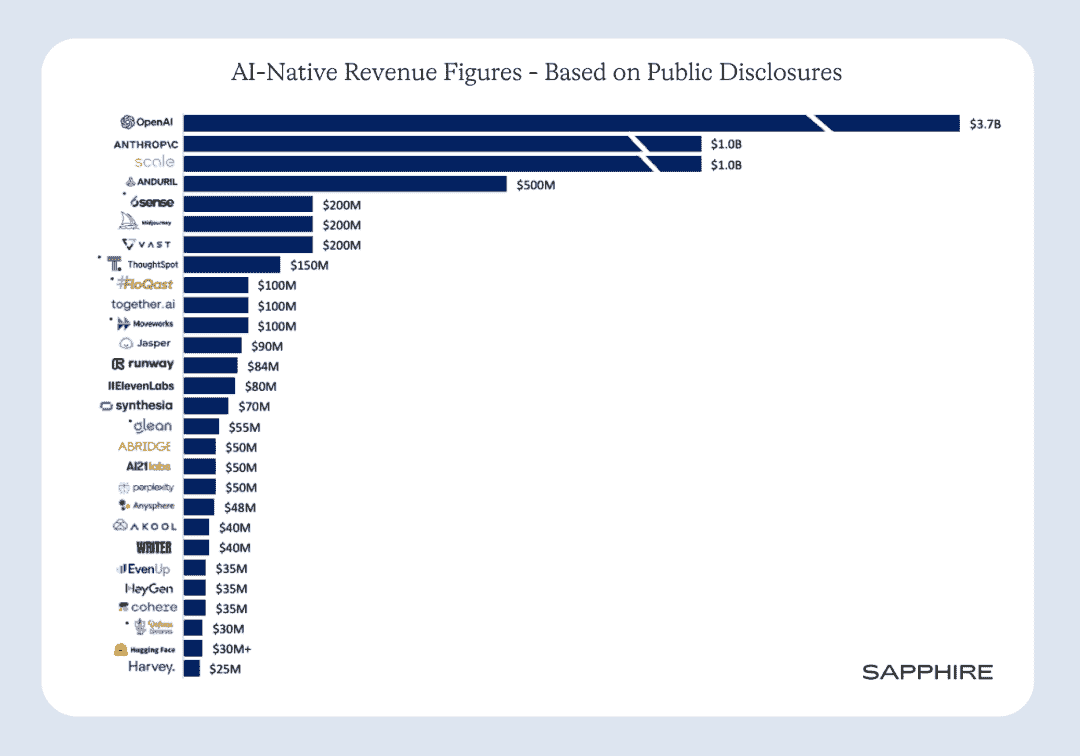 AI-Native Revenue Figures - Based on Public Disclosures
OpenAI $3.7B
ANTHROP\C $1.0B
scale $1.0B
ANDURIL $500M
6sense $200M
Midjourney $200M
VAST $200M
ThoughtSpot $150M
FloQast $100M
together.ai $100M
Moveworks $100M
Jasper $90M
runway $84M
IIElevenLabs $80M
synthesia $70M
glean $55M
ABRIDGE $50M
AI21labs $50M
perplexity $50M
Anysphere $48M
AKOOL $40M
WRITER $40M
EvenUp $35M
HeyGen $35M
cohere $35M
$30M
Hugging Face $30M+
Harvey. $25M
SAPPHIRE